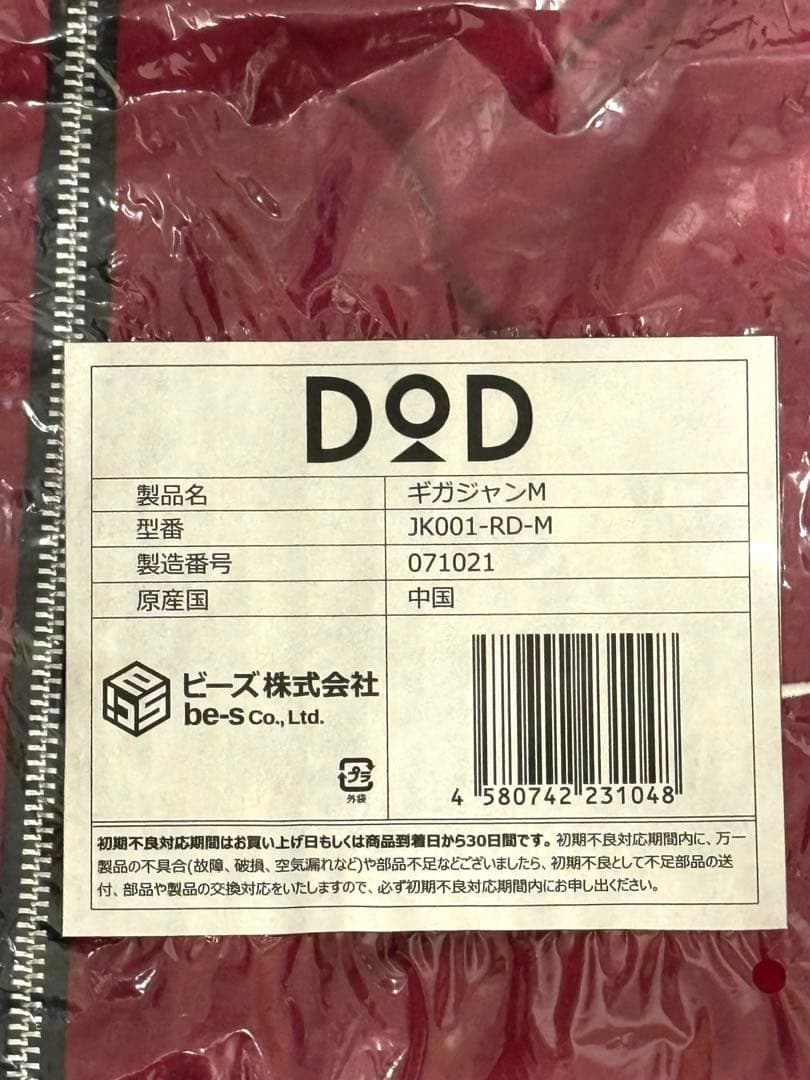 DOD
製品名 ギガジャンM
型番 JK001-RD-M
製造番号 071021
原産国 中国
ビーズ株式会社
be-s Co., Ltd.
プラ
外袋
4 580742 231048
初期不良対応期間はお買い上げ日もしくは商品到着日から30日間です。初期不良対応期間内に、万一
製品の不具合(故障、破損、空気漏れなど)や部品不足などございましたら、初期不良として不足部品の送
付、部品や製品の交換対応をいたしますので、必ず初期不良対応期間内にお申し出ください。